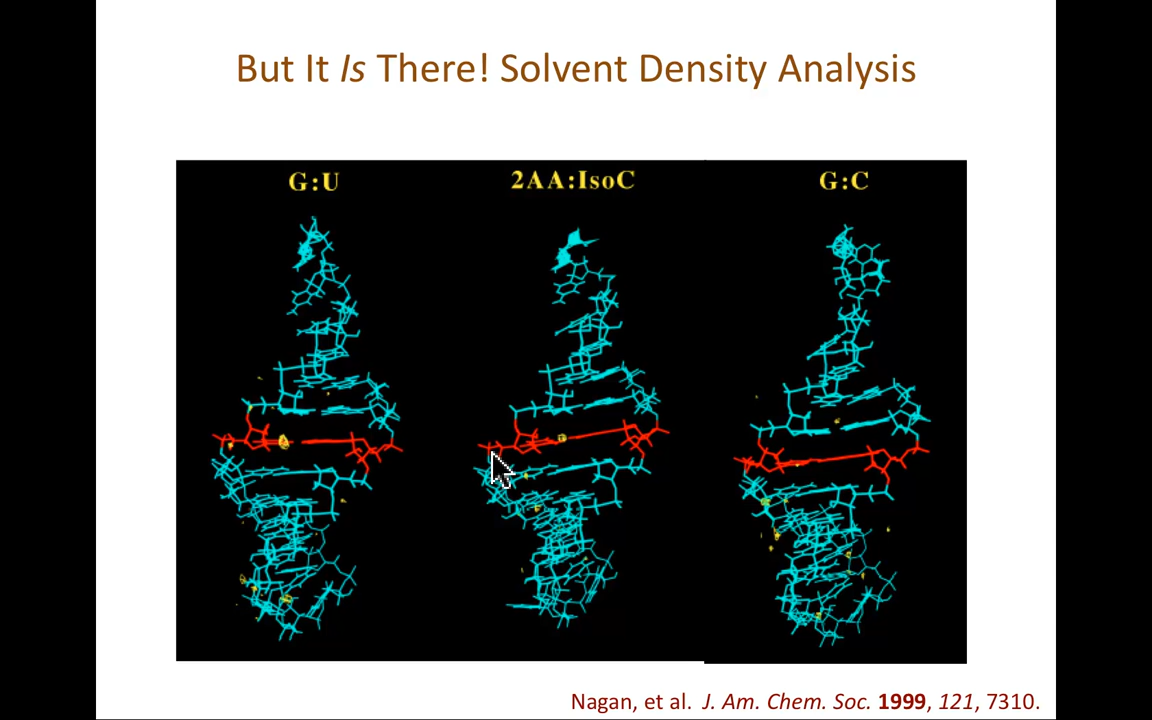 But It Is There! Solvent Density Analysis
G:U 2AA:IsoC G:C
Nagan, et al. J. Am. Chem. Soc. 1999, 121, 7310.